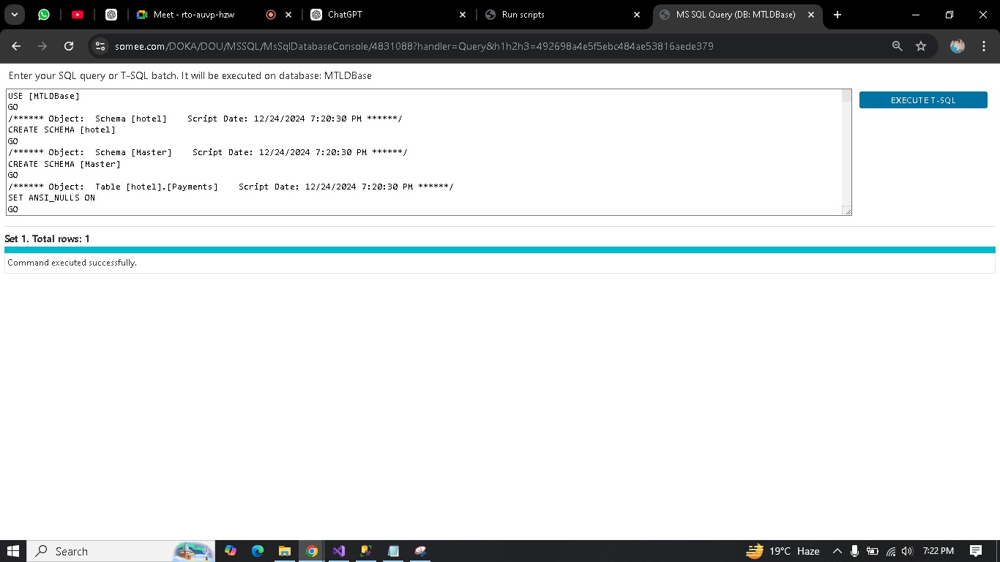 Meet - rto-auvp-hzw
ChatGPT
Run scripts
MS SQL Query (DB: MTLDBase)
somee.com/DOKA/DOU/MSSQL/MsSqlDatabaseConsole/4831088?handler=Query&h1h2h3=492698a4e5f5ebc484ae53816aede379
Enter your SQL query or T-SQL batch. It will be executed on database: MTLDBase
USE [MTLDBase]
GO
/****** Object:  Schema [hotel]    Script Date: 12/24/2024 7:20:30 PM ******/
CREATE SCHEMA [hotel]
GO
/****** Object:  Schema [Master]    Script Date: 12/24/2024 7:20:30 PM ******/
CREATE SCHEMA [Master]
GO
/****** Object:  Table [hotel].[Payments]    Script Date: 12/24/2024 7:20:30 PM ******/
SET ANSI_NULLS ON
GO
EXECUTE T-SQL
Set 1. Total rows: 1
Command executed successfully.
Search
19°C Haze
7:22 PM